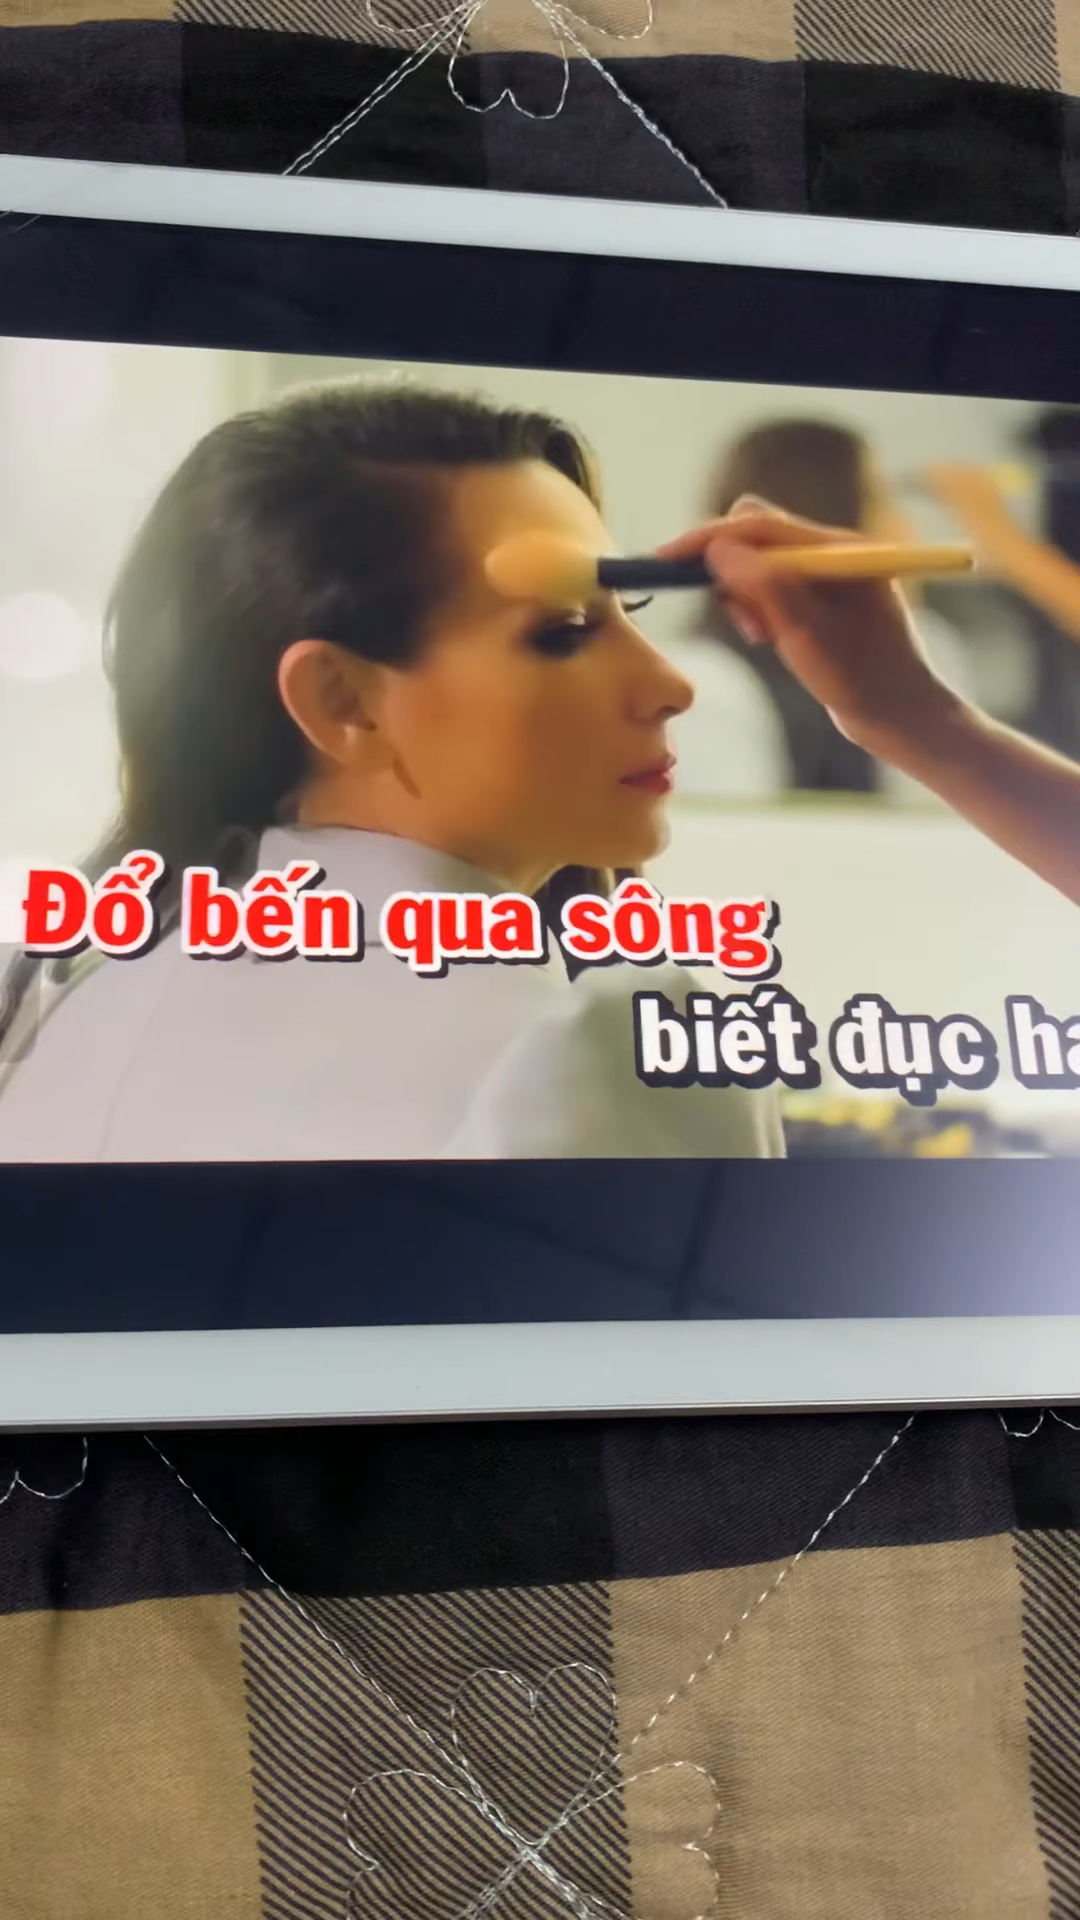 Đổ bến qua sông
biết đục